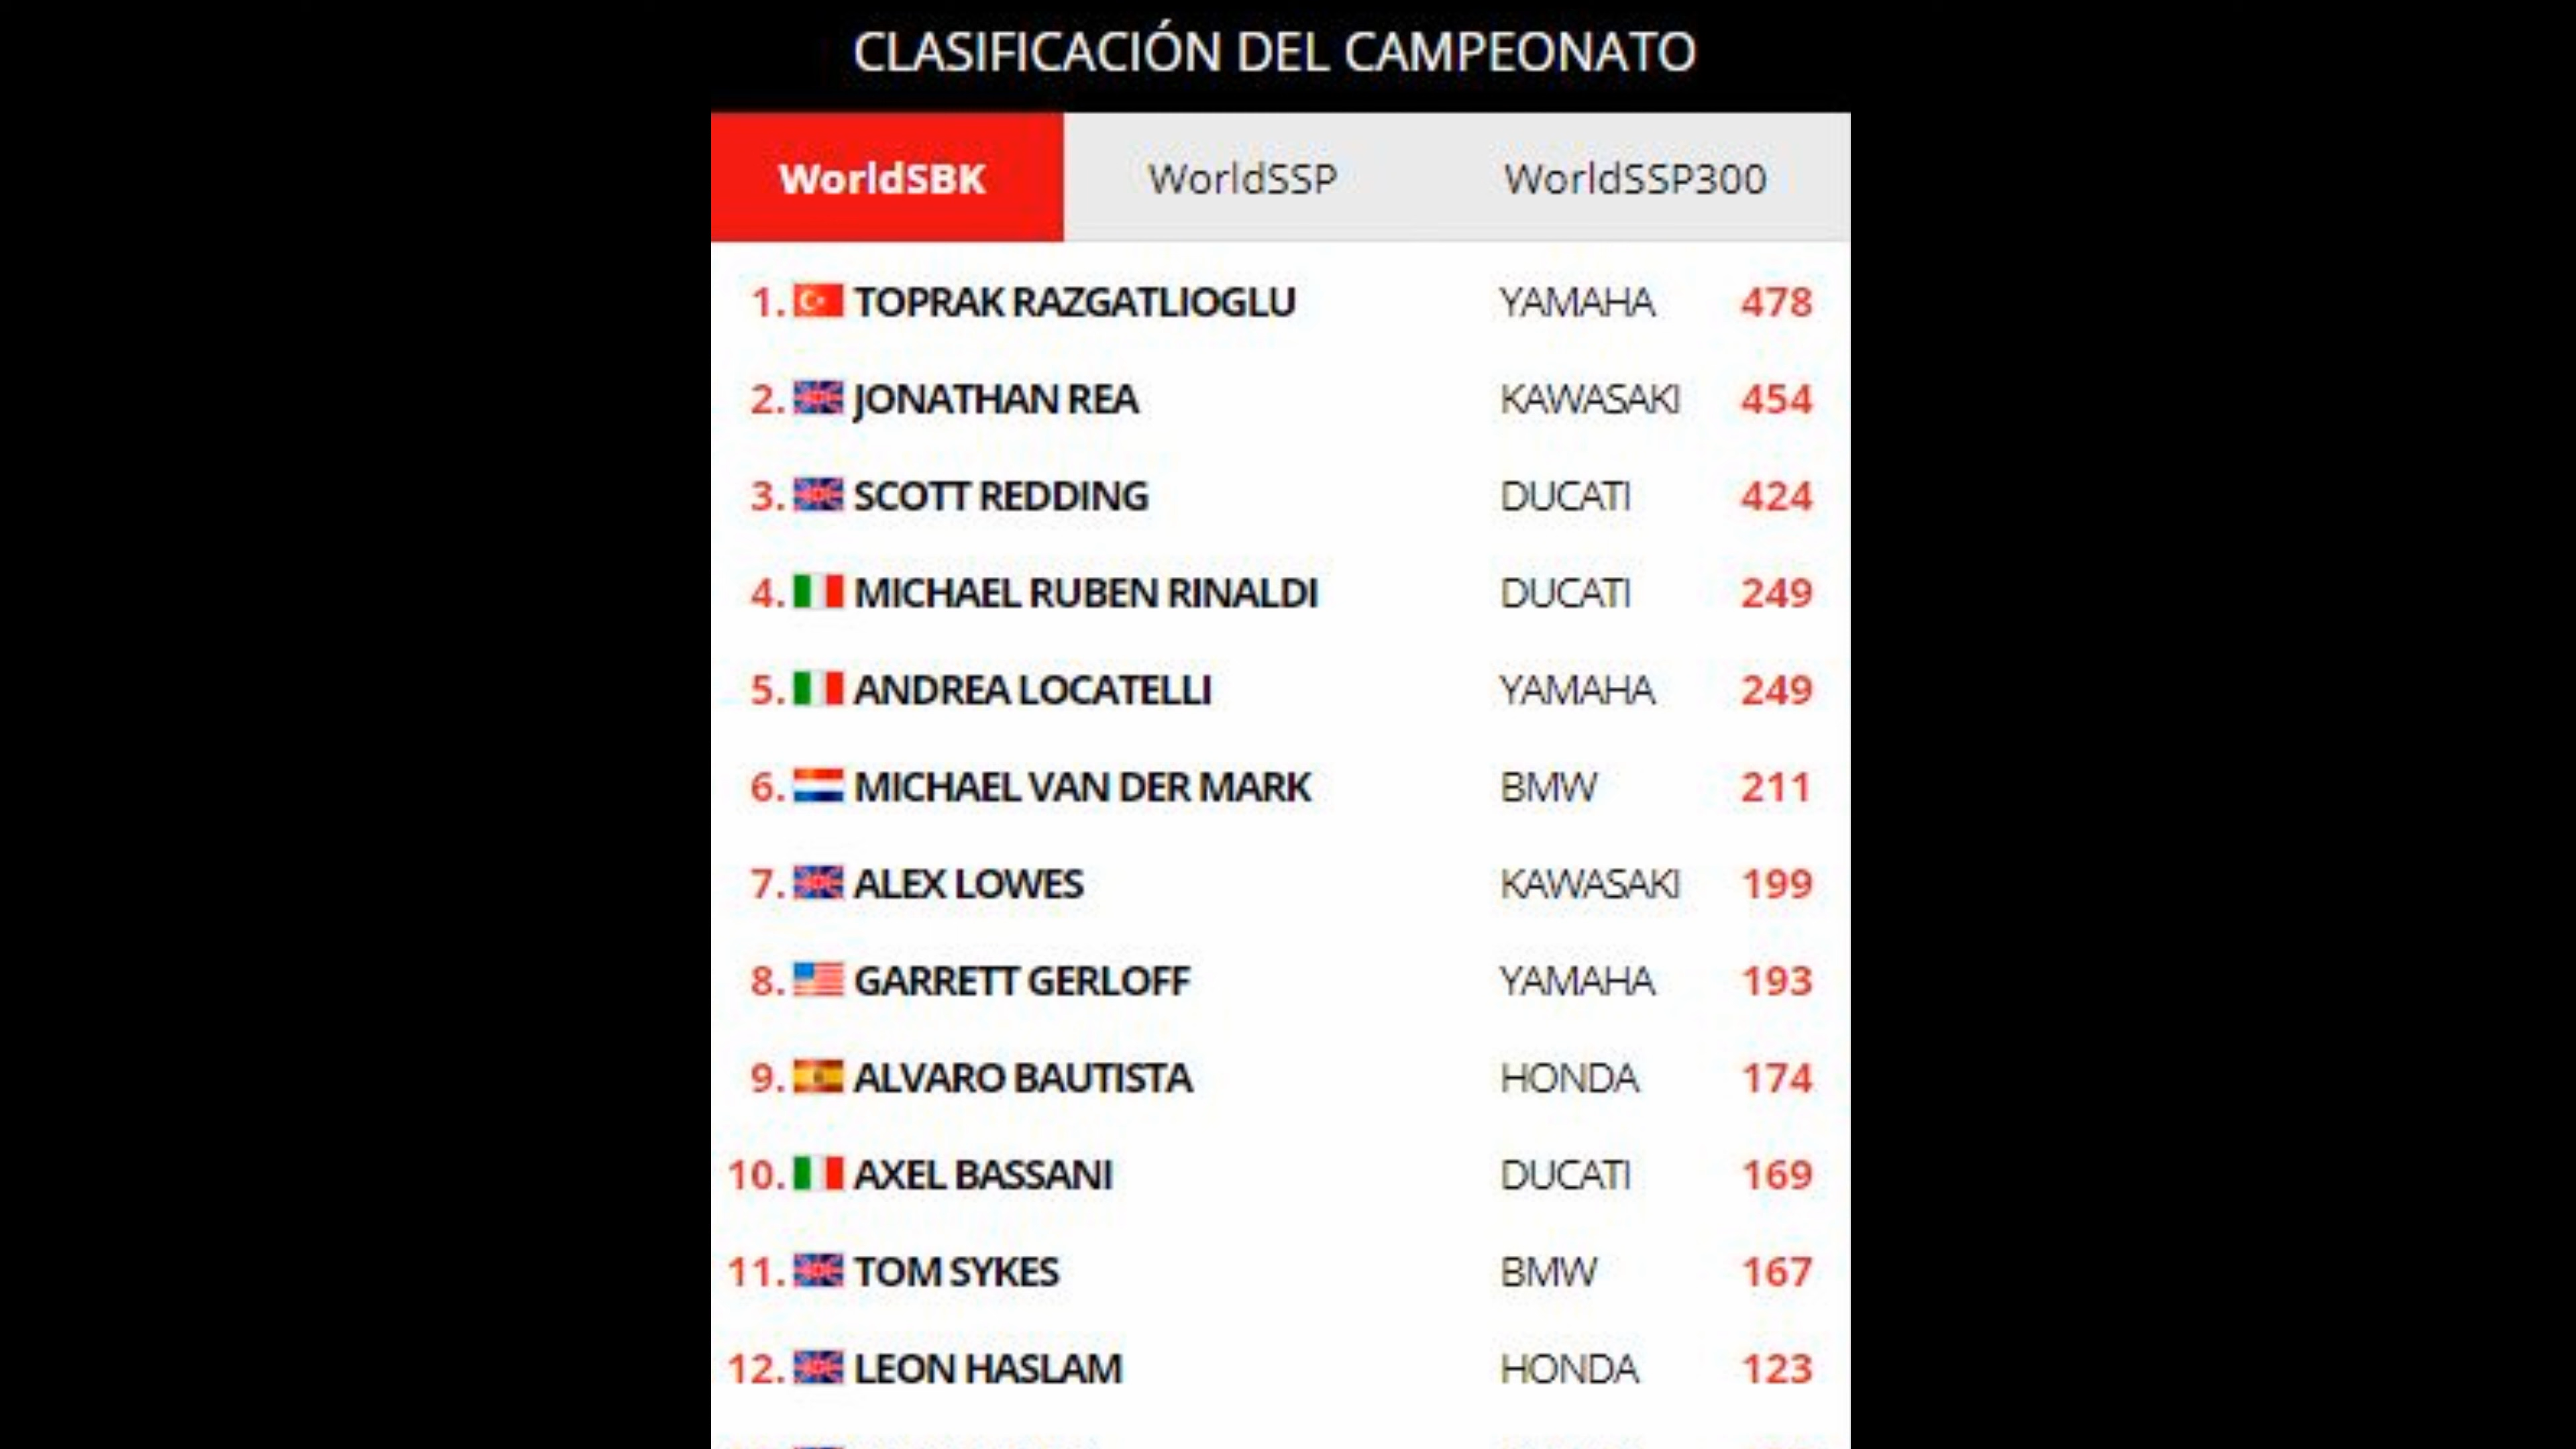 CLASIFICACIÓN DEL CAMPEONATO
WorldSBK WorldSSP WorldSSP300
1. TOPRAK RAZGATLIOGLU YAMAHA 478
2. JONATHAN REA KAWASAKI 454
3. SCOTT REDDING DUCATI 424
4. MICHAEL RUBEN RINALDI DUCATI 249
5. ANDREA LOCATELLI YAMAHA 249
6. MICHAEL VAN DER MARK BMW 211
7. ALEX LOWES KAWASAKI 199
8. GARRETT GERLOFF YAMAHA 193
9. ALVARO BAUTISTA HONDA 174
10. AXEL BASSANI DUCATI 169
11. TOM SYKES BMW 167
12. LEON HASLAM HONDA 123